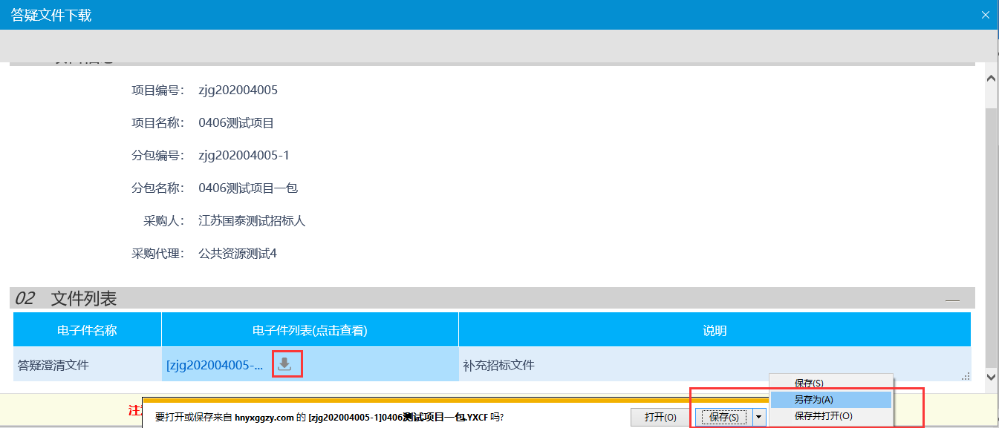 答疑文件下载
项目编号： zjg202004005
项目名称： 0406测试项目
分包编号： zjg202004005-1
分包名称： 0406测试项目一包
采购人： 江苏国泰测试招标人
采购代理： 公共资源测试4
02 文件列表
电子件名称 电子件列表(点击查看) 说明
答疑澄清文件 [zjg202004005-... 补充招标文件
保存(S)
另存为(A)
保存并打开(O)
注
要打开或保存来自 hnyxggzy.com 的 [zjg202004005-1]0406测试项目一包.YXCF 吗?
打开(O) 保存(S)